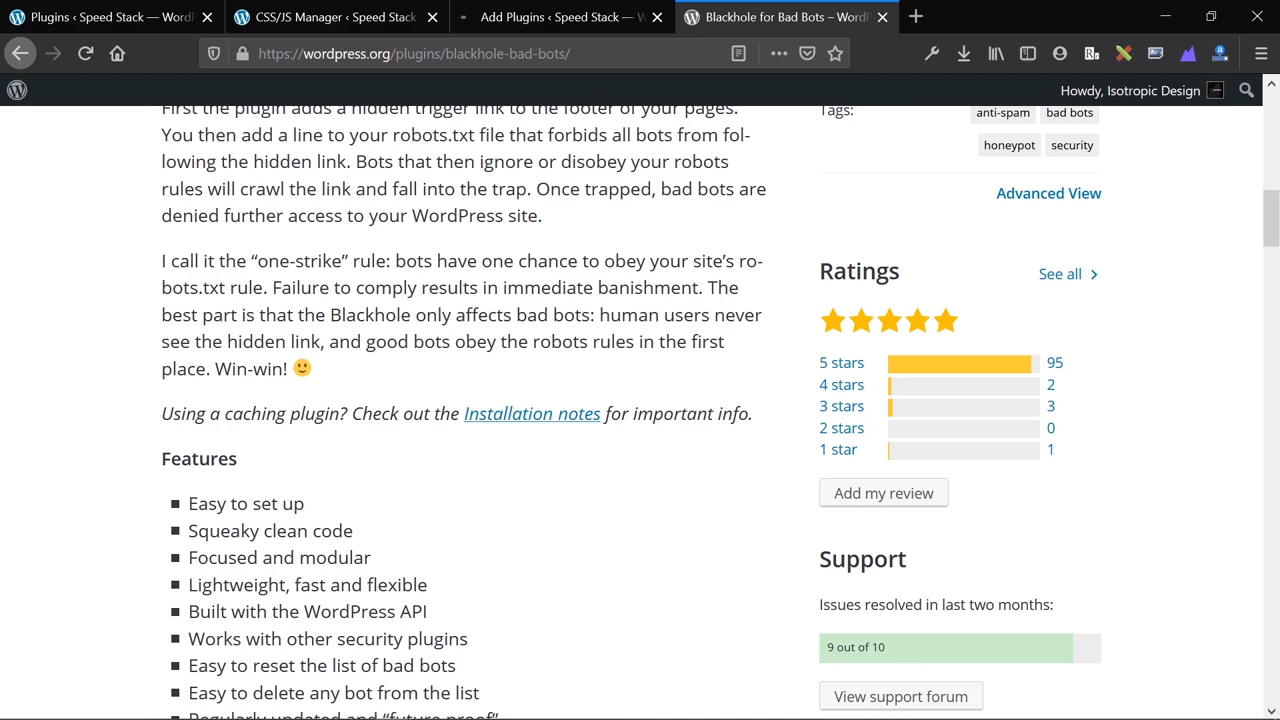 Plugins ‹ Speed Stack — WordP
CSS/JS Manager ‹ Speed Stack
Add Plugins ‹ Speed Stack — W
Blackhole for Bad Bots – WordP
https://wordpress.org/plugins/blackhole-bad-bots/
Howdy, Isotropic Design
First the plugin adds a hidden trigger link to the footer of your pages.
You then add a line to your robots.txt file that forbids all bots from fol-
lowing the hidden link. Bots that then ignore or disobey your robots
rules will crawl the link and fall into the trap. Once trapped, bad bots are
denied further access to your WordPress site.
I call it the “one-strike” rule: bots have one chance to obey your site’s ro-
bots.txt rule. Failure to comply results in immediate banishment. The
best part is that the Blackhole only affects bad bots: human users never
see the hidden link, and good bots obey the robots rules in the first
place. Win-win! 🙂
Using a caching plugin? Check out the Installation notes for important info.
Features
Easy to set up
Squeaky clean code
Focused and modular
Lightweight, fast and flexible
Built with the WordPress API
Works with other security plugins
Easy to reset the list of bad bots
Easy to delete any bot from the list
Regularly updated and “future proof”
Tags:
anti-spam
bad bots
honeypot
security
Advanced View
Ratings
See all
5 stars 95
4 stars 2
3 stars 3
2 stars 0
1 star 1
Add my review
Support
Issues resolved in last two months:
9 out of 10
View support forum